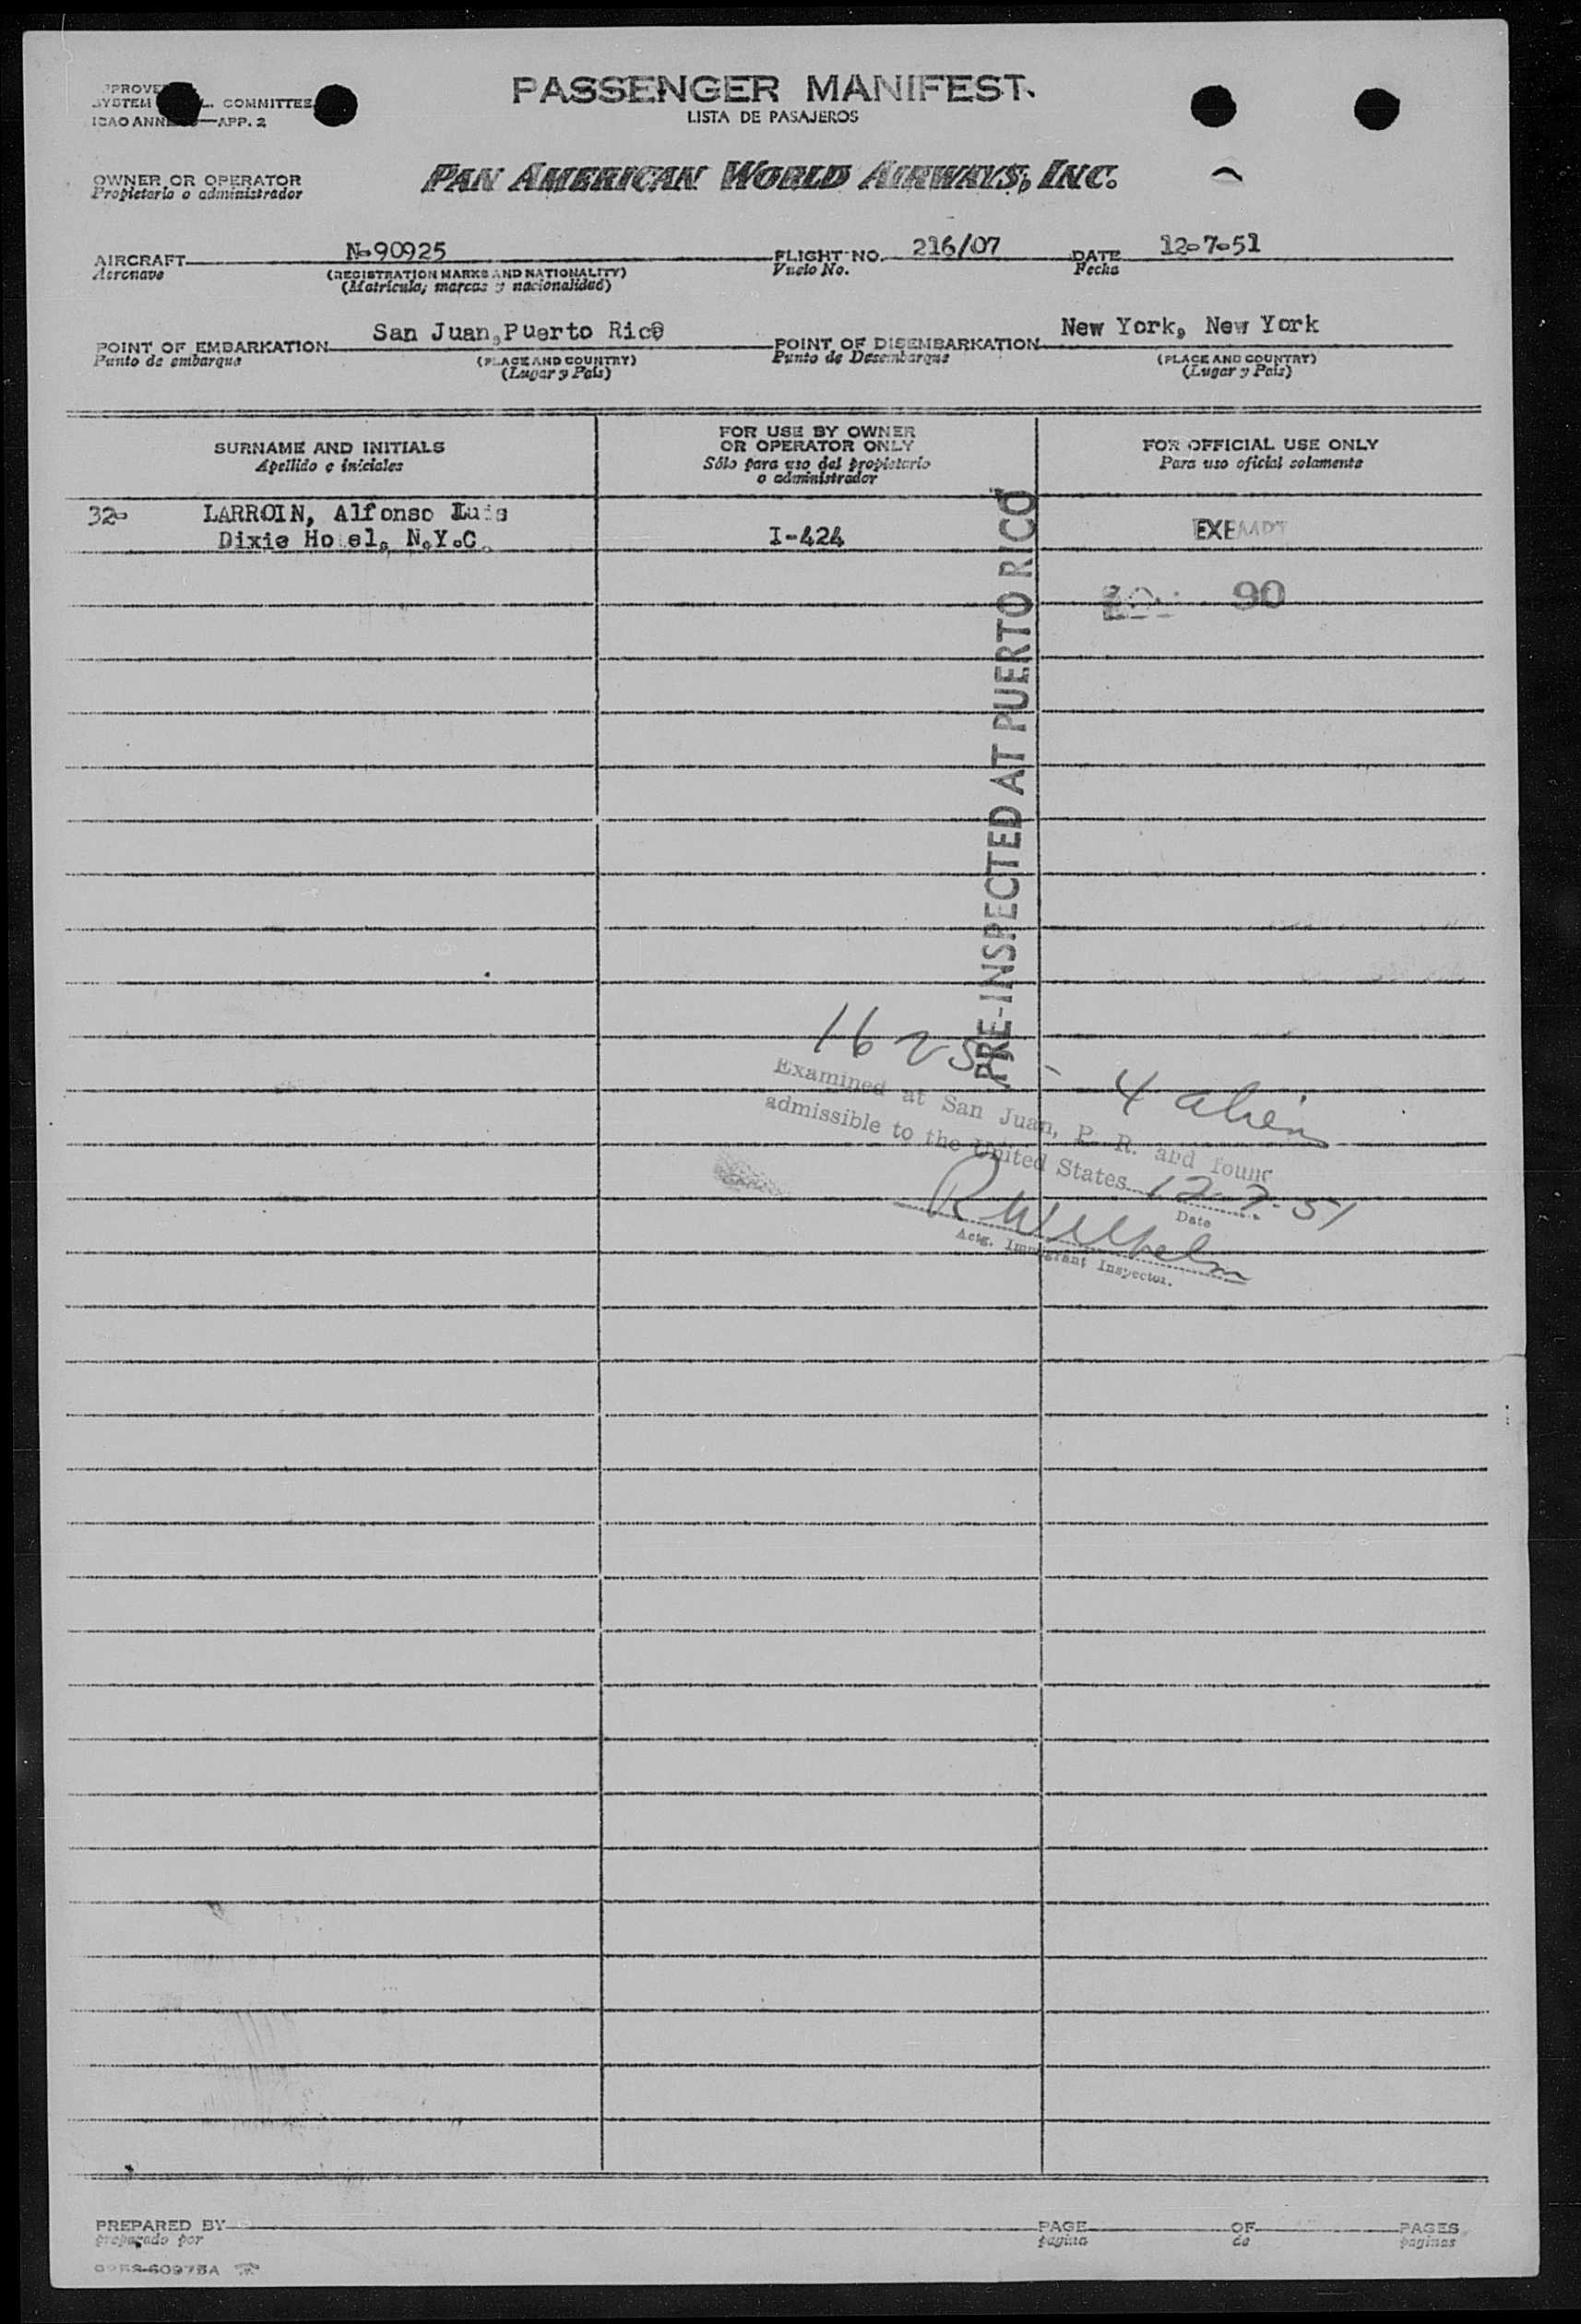 PASSENGER MANIFEST
LISTA DE PASAJEROS
COMMITTEE
APP. 2
OWNER OR OPERATOR
Propietario o administrador
PAN AMERICAN WORLD AIRWAYS, INC.
AIRCRAFT N-90925 FLIGHT NO. 216/07 DATE 12-7-51
Aeronave (REGISTRATION MARKS AND NATIONALITY) Vuelo No. Fecha
(Matrícula, marcas y nacionalidad)
POINT OF EMBARKATION San Juan, Puerto Rico POINT OF DISEMBARKATION New York, New York
Punto de embarque (PLACE AND COUNTRY) Punto de Desembarque (PLACE AND COUNTRY)
(Lugar y País) (Lugar y País)
SURNAME AND INITIALS
Apellido e iniciales
FOR USE BY OWNER
OR OPERATOR ONLY
Sólo para uso del propietario
o administrador
FOR OFFICIAL USE ONLY
Para uso oficial solamente
32- LARROIN, Alfonso Luis
Dixie Hotel, N.Y.C. I-424 EXEMPT
90
PRE-INSPECTED AT PUERTO RICO
16 - 4 alien
Examined at San Juan, P. R. and found
admissible to the United States 12-7-51
Date
R Wilhelm
Actg. Immigrant Inspector.
PREPARED BY PAGE OF PAGES
preparado por página de páginas